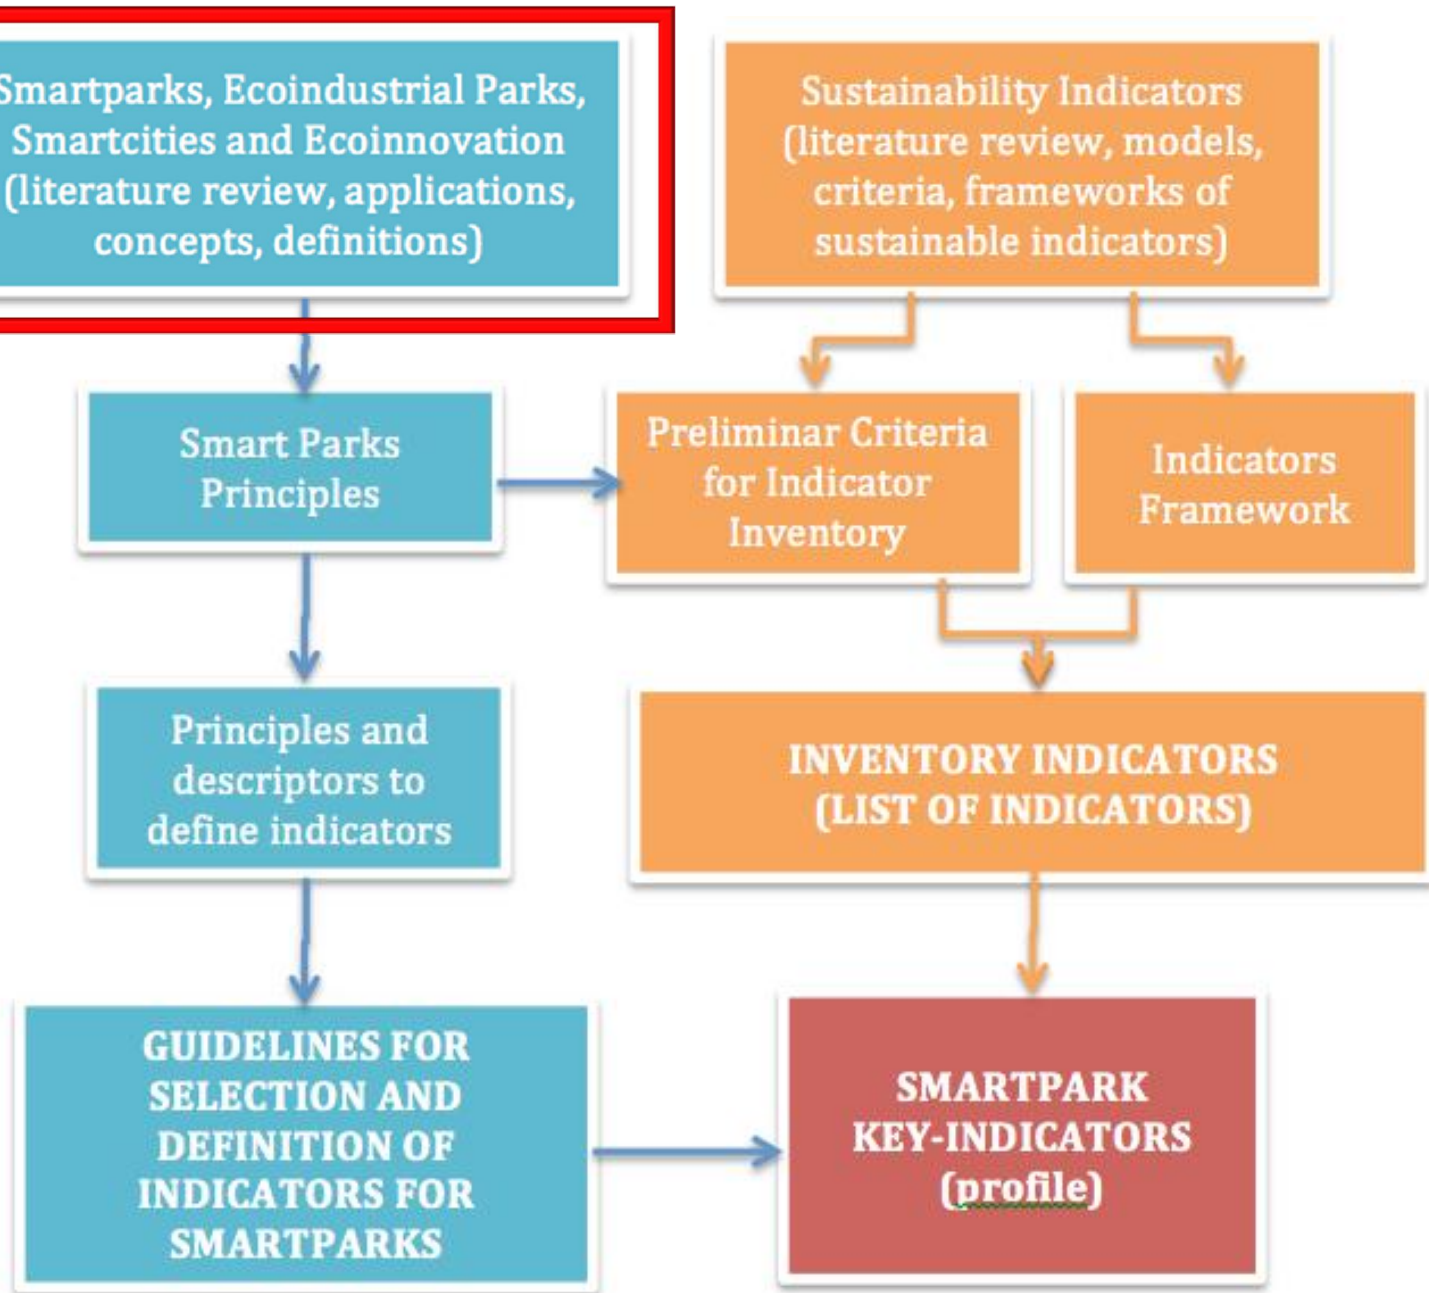 Smartparks, Ecoindustrial Parks,
Smartcities and Ecoinnovation
(literature review, applications,
concepts, definitions)
Sustainability Indicators
(literature review, models,
criteria, frameworks of
sustainable indicators)
Smart Parks
Principles
Preliminar Criteria
for Indicator
Inventory
Indicators
Framework
Principles and
descriptors to
define indicators
INVENTORY INDICATORS
(LIST OF INDICATORS)
GUIDELINES FOR
SELECTION AND
DEFINITION OF
INDICATORS FOR
SMARTPARKS
SMARTPARK
KEY-INDICATORS
(profile)